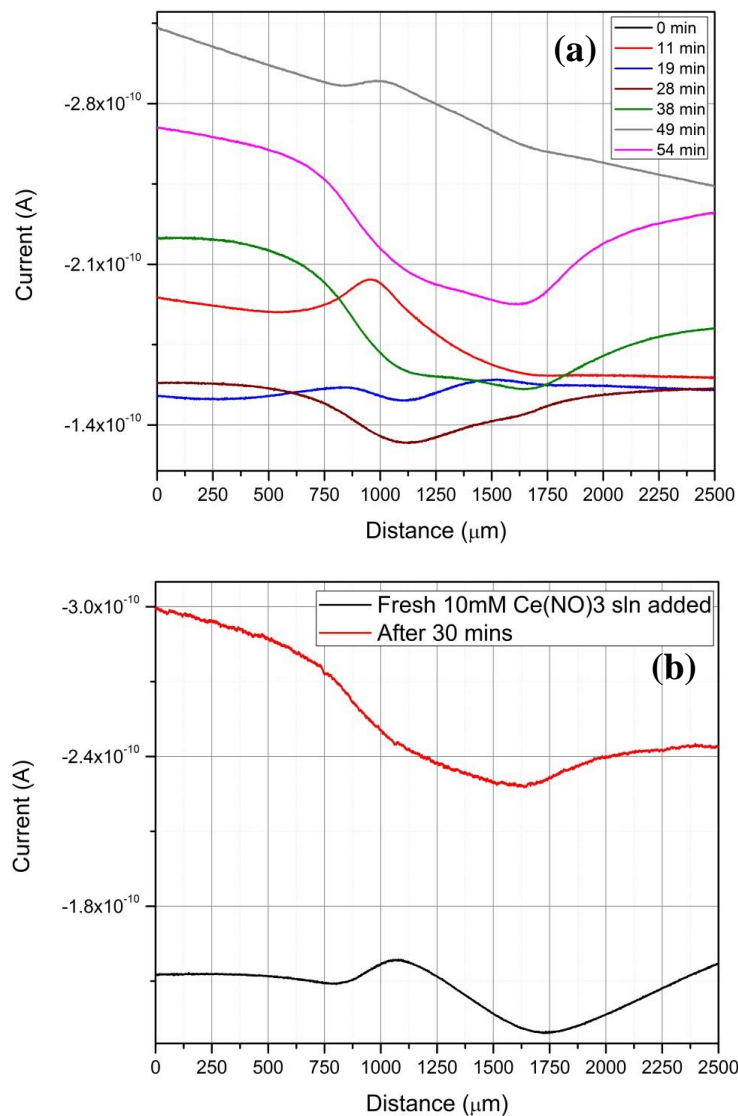 (a)
0 min
11 min
19 min
28 min
38 min
49 min
54 min
-2.8x10⁻¹⁰
-2.1x10⁻¹⁰
-1.4x10⁻¹⁰
Current (A)
0 250 500 750 1000 1250 1500 1750 2000 2250 2500
Distance (μm)
Fresh 10mM Ce(NO)3 sln added
After 30 mins
(b)
-3.0x10⁻¹⁰
-2.4x10⁻¹⁰
-1.8x10⁻¹⁰
Current (A)
0 250 500 750 1000 1250 1500 1750 2000 2250 2500
Distance (μm)